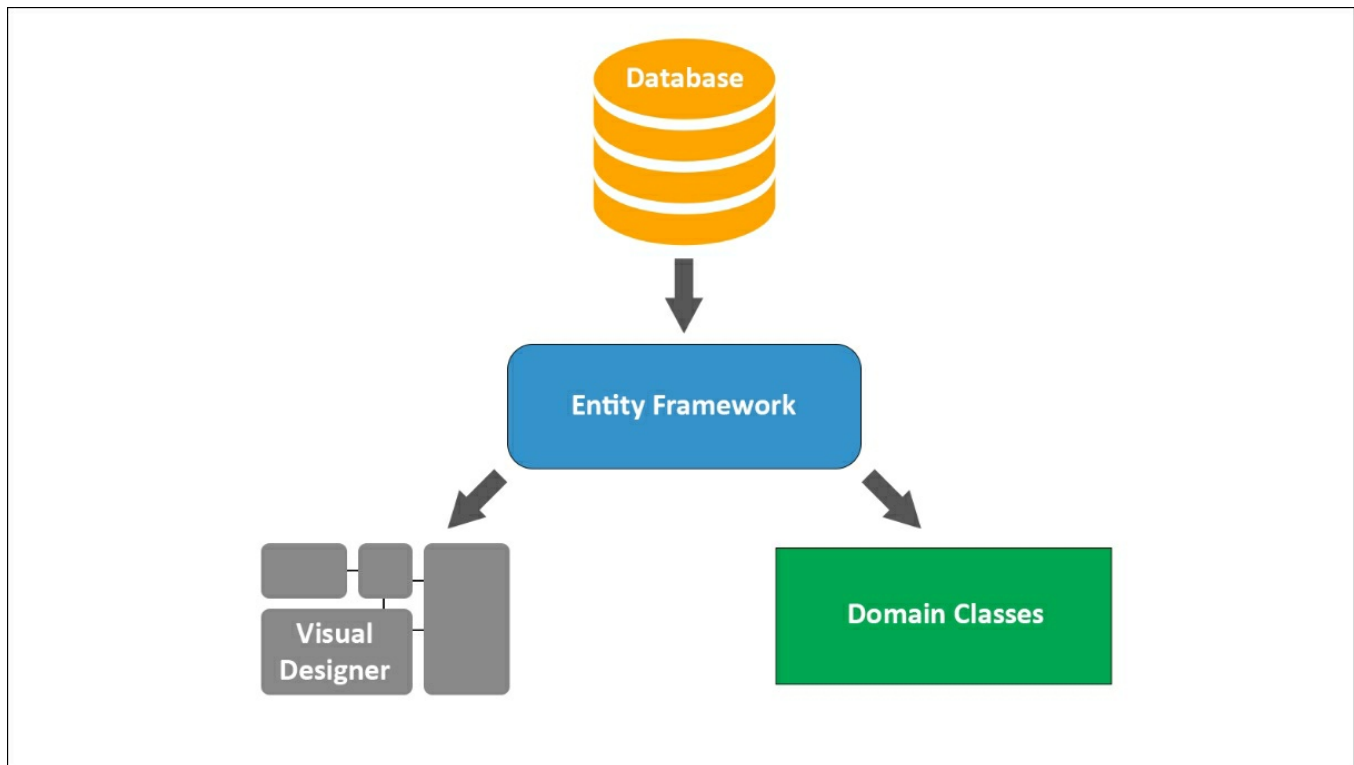 Database
Entity Framework
Visual
Designer
Domain Classes